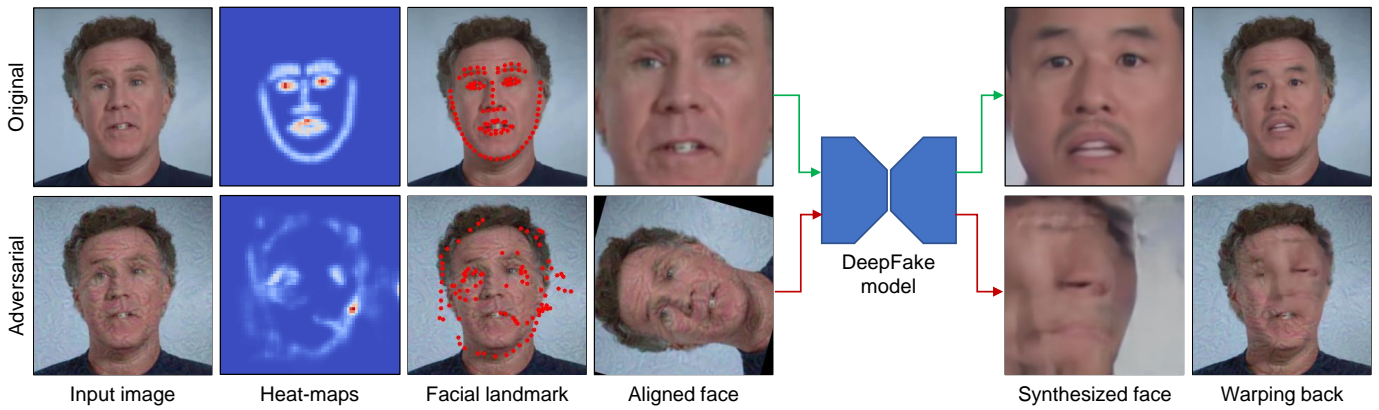 Original
Adversarial
DeepFake
model
Input image
Heat-maps
Facial landmark
Aligned face
Synthesized face
Warping back